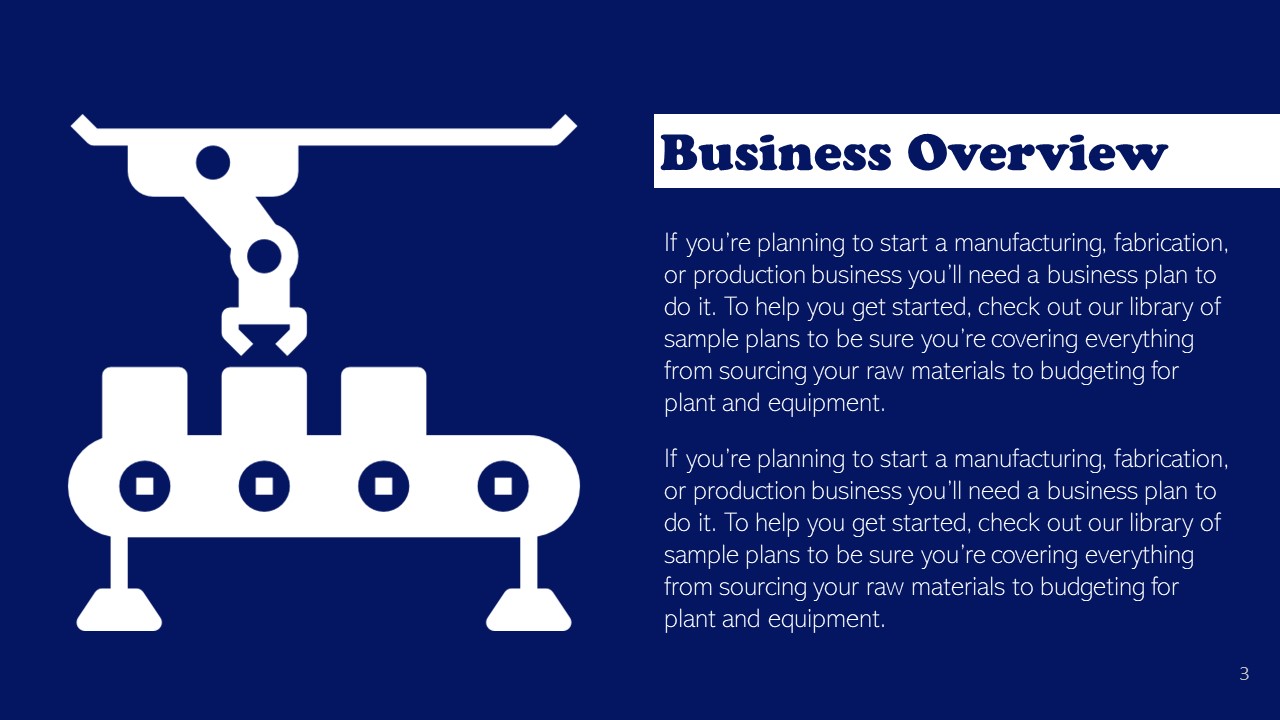 Business Overview
If you’re planning to start a manufacturing, fabrication,
or production business you’ll need a business plan to
do it. To help you get started, check out our library of
sample plans to be sure you’re covering everything
from sourcing your raw materials to budgeting for
plant and equipment.
If you’re planning to start a manufacturing, fabrication,
or production business you’ll need a business plan to
do it. To help you get started, check out our library of
sample plans to be sure you’re covering everything
from sourcing your raw materials to budgeting for
plant and equipment.
3